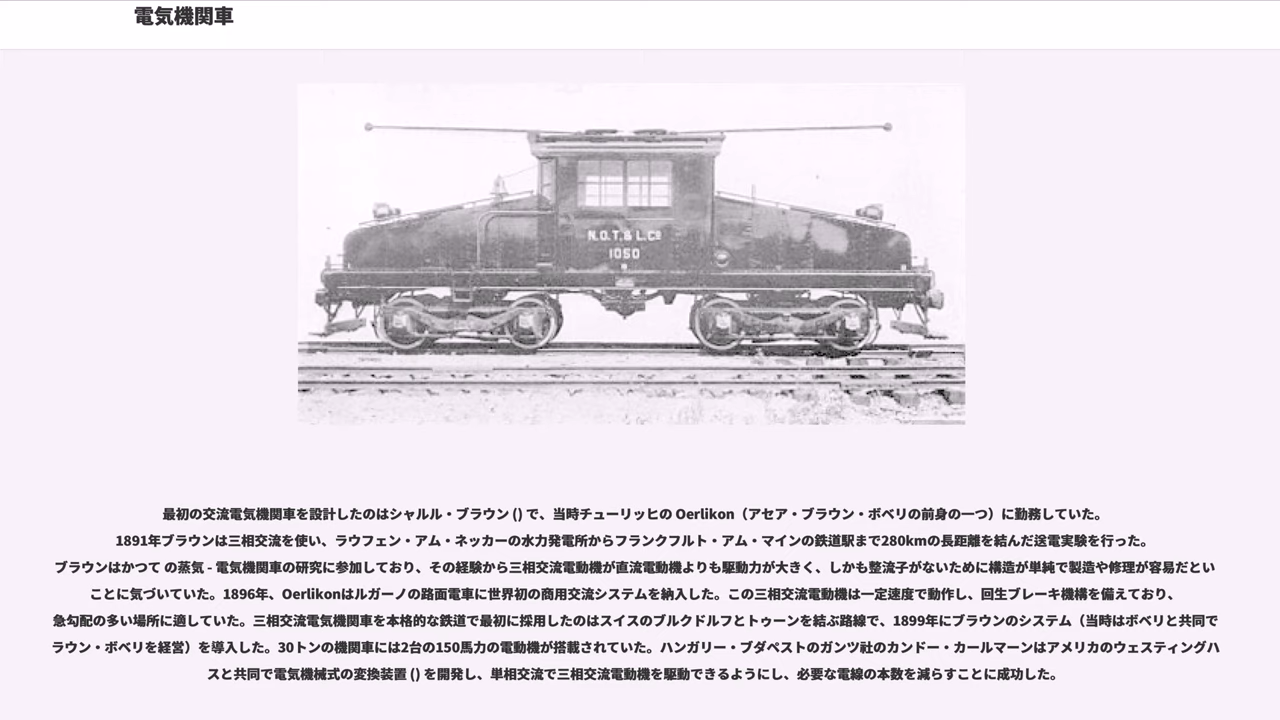 電気機関車
N.O.T.& L.Co
1050
最初の交流電気機関車を設計したのはシャルル・ブラウン () で、当時チューリッヒの Oerlikon（アセア・ブラウン・ボベリの前身の一つ）に勤務していた。
1891年ブラウンは三相交流を使い、ラウフェン・アム・ネッカーの水力発電所からフランクフルト・アム・マインの鉄道駅まで280kmの長距離を結んだ送電実験を行った。
ブラウンはかつて の蒸気 - 電気機関車の研究に参加しており、その経験から三相交流電動機が直流電動機よりも駆動力が大きく、しかも整流子がないために構造が単純で製造や修理が容易だとい
ことに気づいていた。1896年、Oerlikonはルガーノの路面電車に世界初の商用交流システムを納入した。この三相交流電動機は一定速度で動作し、回生ブレーキ機構を備えており、
急勾配の多い場所に適していた。三相交流電気機関車を本格的な鉄道で最初に採用したのはスイスのブルクドルフとトゥーンを結ぶ路線で、1899年にブラウンのシステム（当時はボベリと共同で
ラウン・ボベリを経営）を導入した。30トンの機関車には2台の150馬力の電動機が搭載されていた。ハンガリー・ブダペストのガンツ社のカンドー・カールマーンはアメリカのウェスティングハ
スと共同で電気機械式の変換装置 () を開発し、単相交流で三相交流電動機を駆動できるようにし、必要な電線の本数を減らすことに成功した。